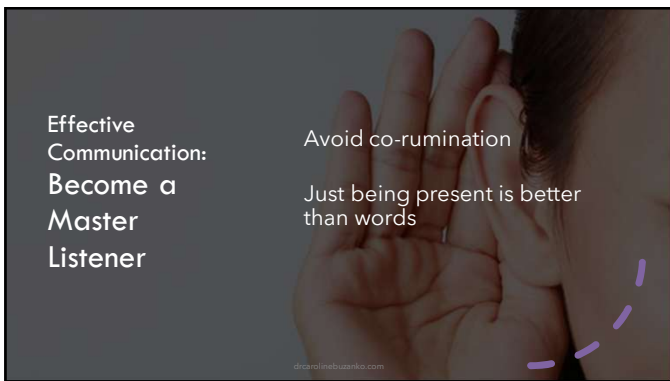 Effective
Communication:
Become a
Master
Listener
Avoid co-rumination
Just being present is better
than words
drcarolinebuzanko.com